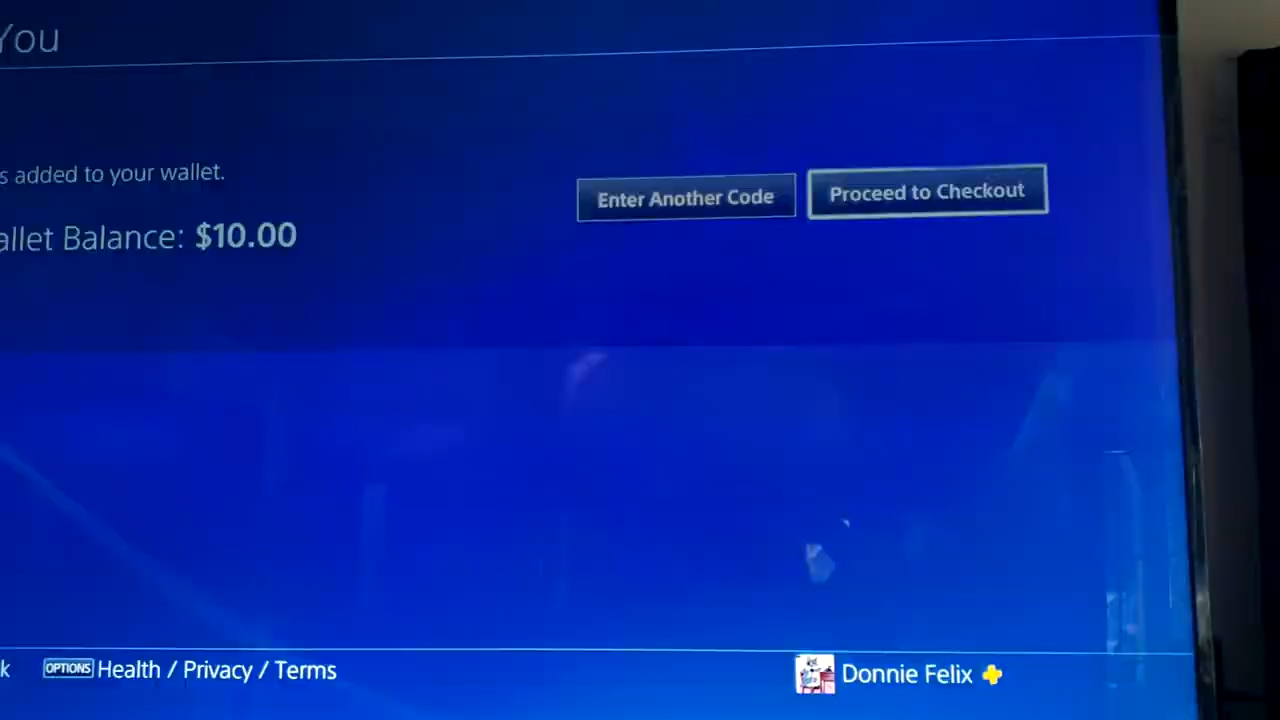 You
s added to your wallet.
Enter Another Code
Proceed to Checkout
allet Balance: $10.00
k
OPTIONS Health / Privacy / Terms
Donnie Felix